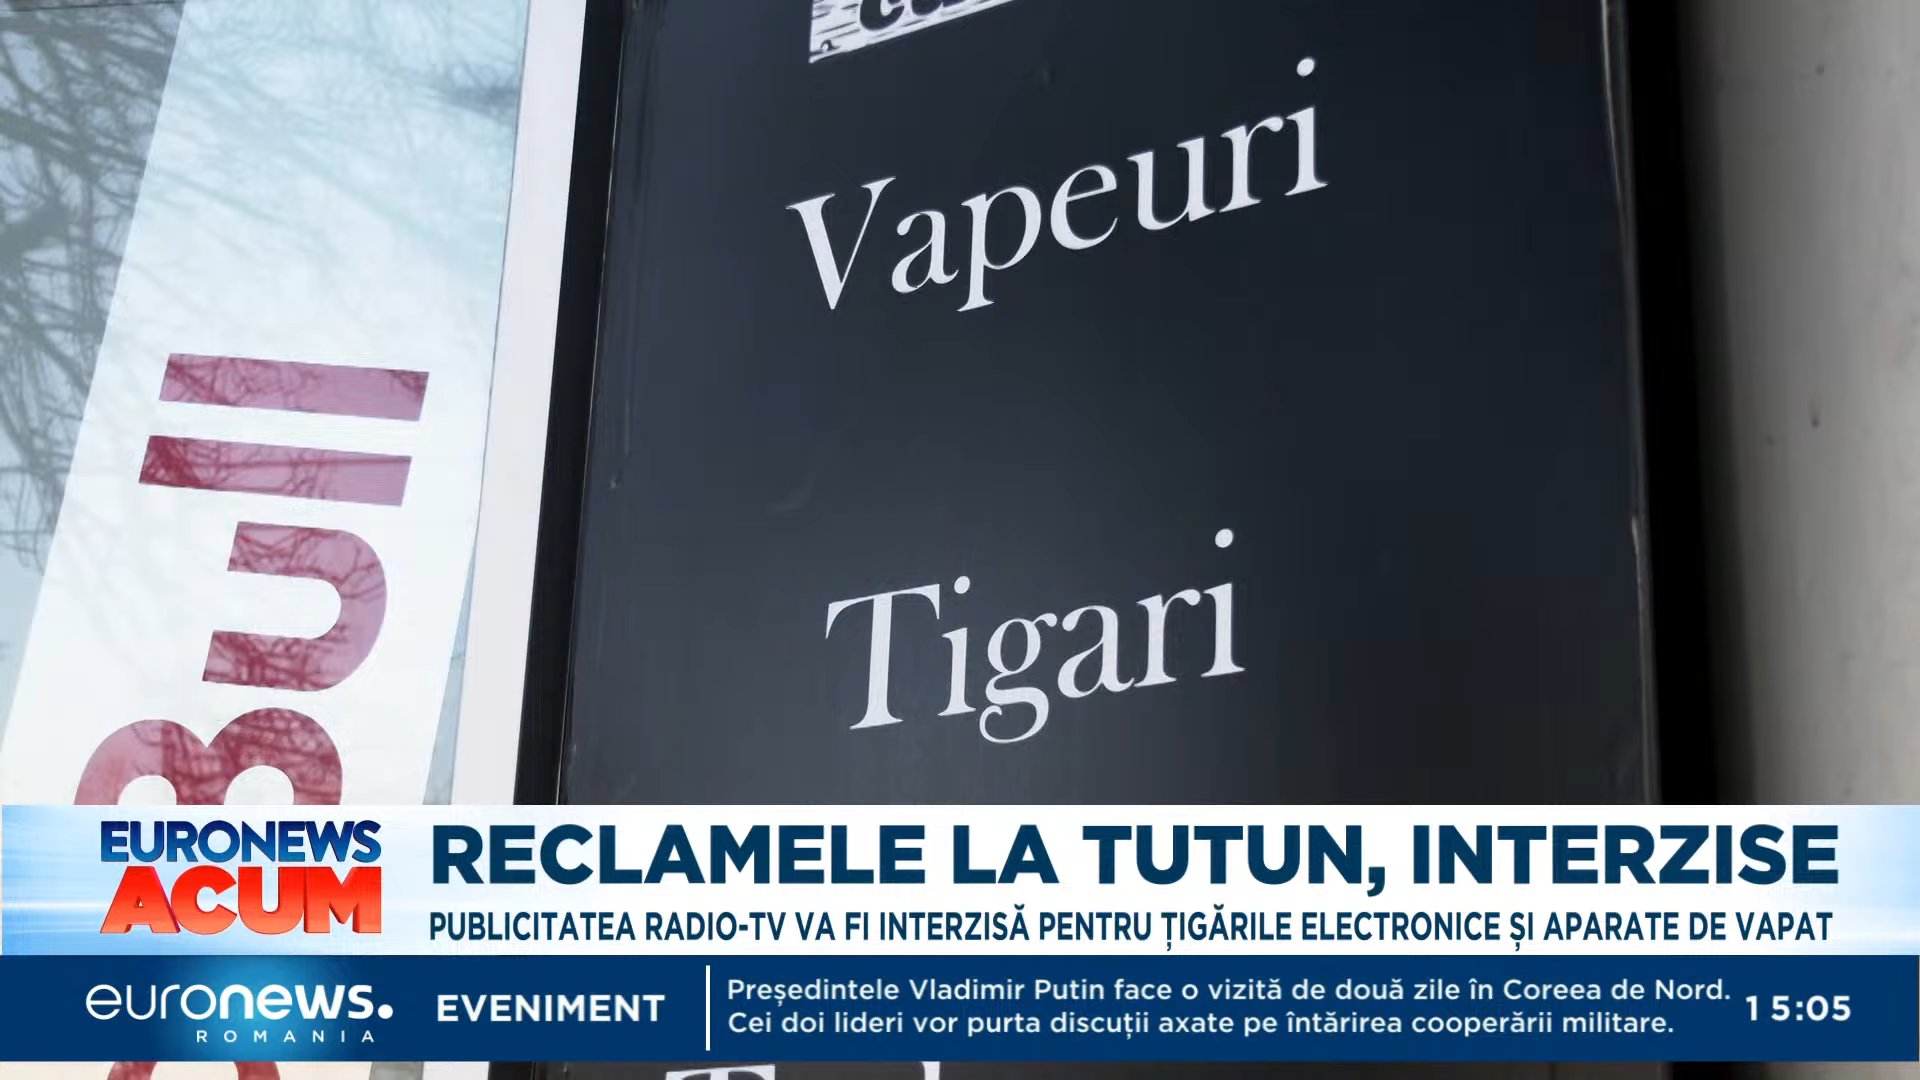 Vapeuri
Tigari
Bull
EURONEWS
ACUM
RECLAMELE LA TUTUN, INTERZISE
PUBLICITATEA RADIO-TV VA FI INTERZISĂ PENTRU ȚIGĂRILE ELECTRONICE ȘI APARATE DE VAPAT
euronews.
ROMANIA
EVENIMENT
Președintele Vladimir Putin face o vizită de două zile în Coreea de Nord.
Cei doi lideri vor purta discuții axate pe întărirea cooperării militare.
15:05